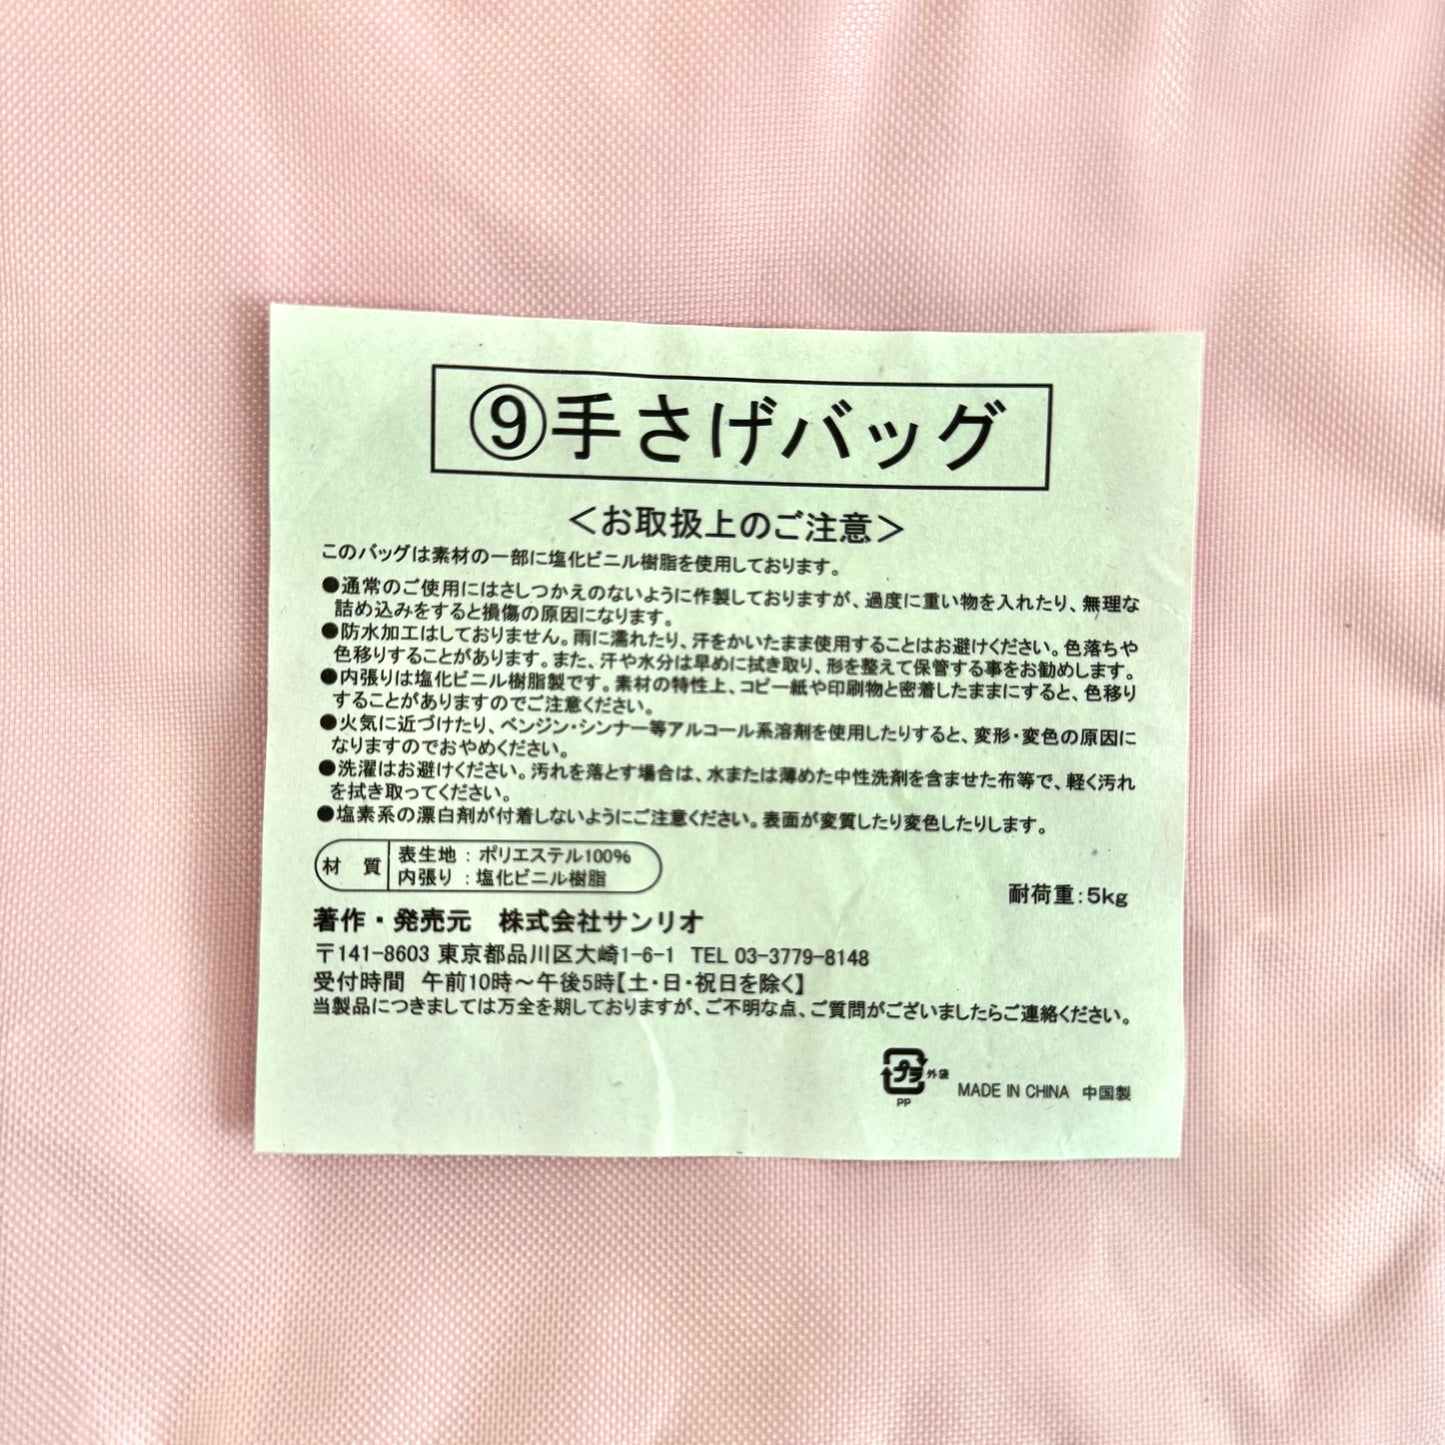 ⑨手さげバッグ
＜お取扱上のご注意＞
このバッグは素材の一部に塩化ビニル樹脂を使用しております。
●通常のご使用にはさしつかえのないように作製しておりますが、過度に重い物を入れたり、無理な
詰め込みをすると損傷の原因になります。
●防水加工はしておりません。雨に濡れたり、汗をかいたまま使用することはお避けください。色落ちや
色移りすることがあります。また、汗や水分は早めに拭き取り、形を整えて保管する事をお勧めします。
●内張りは塩化ビニル樹脂製です。素材の特性上、コピー紙や印刷物と密着したままにすると、色移り
することがありますのでご注意ください。
●火気に近づけたり、ベンジン・シンナー等アルコール系溶剤を使用したりすると、変形・変色の原因に
なりますのでおやめください。
●洗濯はお避けください。汚れを落とす場合は、水または薄めた中性洗剤を含ませた布等で、軽く汚れ
を拭き取ってください。
●塩素系の漂白剤が付着しないようにご注意ください。表面が変質したり変色したりします。
材 質 表生地：ポリエステル100%
内張り：塩化ビニル樹脂
耐荷重：5kg
著作・発売元 株式会社サンリオ
〒141-8603 東京都品川区大崎1-6-1 TEL 03-3779-8148
受付時間 午前10時～午後5時【土・日・祝日を除く】
当製品につきましては万全を期しておりますが、ご不明な点、ご質問がございましたらご連絡ください。
プラ 外袋
PP
MADE IN CHINA 中国製